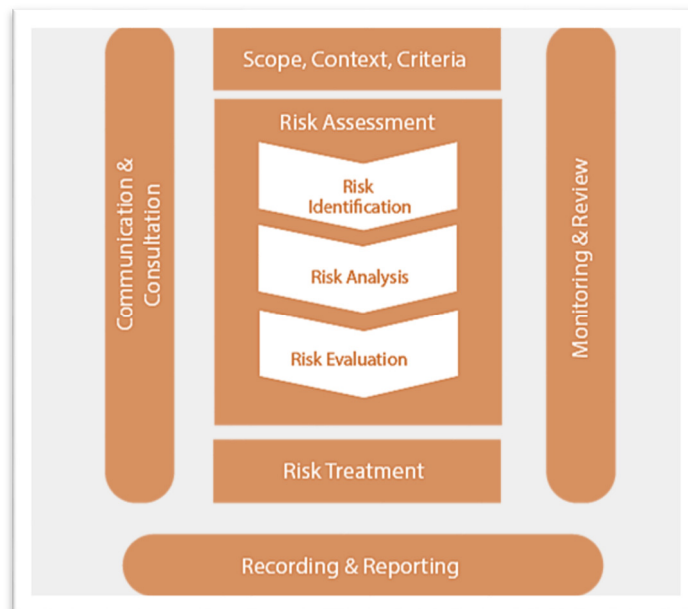 Scope, Context, Criteria
Risk Assessment
Risk
Identification
Risk Analysis
Risk Evaluation
Risk Treatment
Communication &
Consultation
Monitoring & Review
Recording & Reporting